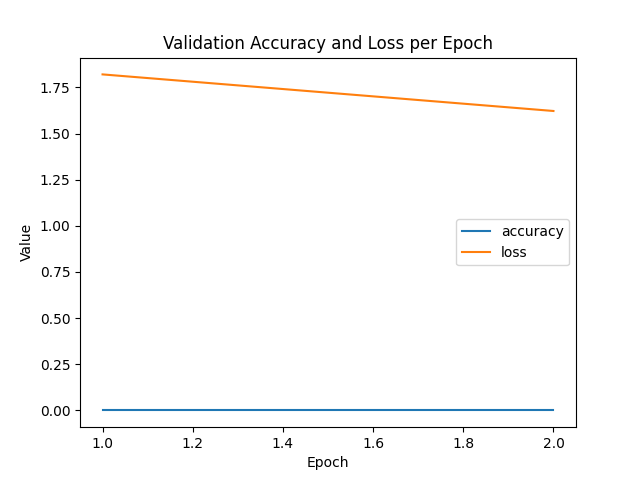 Validation Accuracy and Loss per Epoch
1.75
1.50
1.25
1.00
0.75
0.50
0.25
0.00
Value
accuracy
loss
1.0 1.2 1.4 1.6 1.8 2.0
Epoch